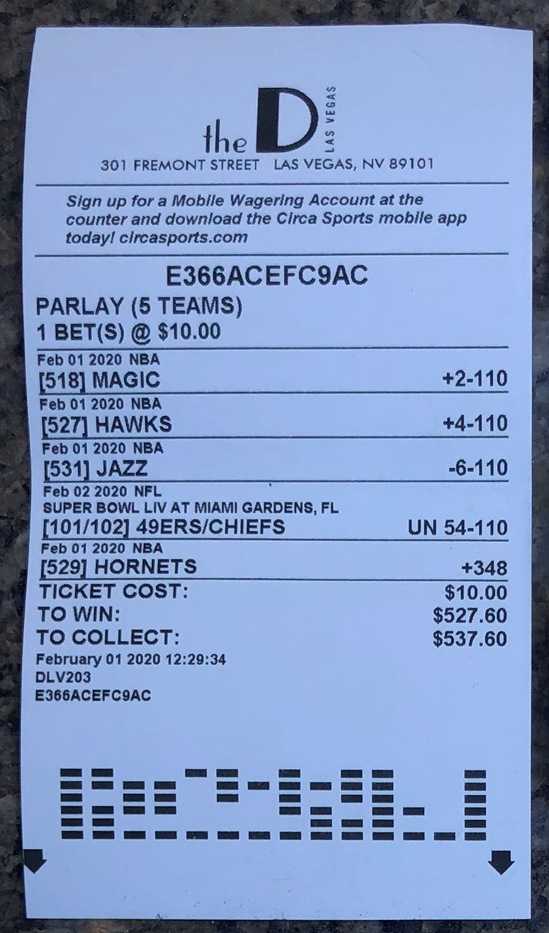 the D LAS VEGAS
301 FREMONT STREET LAS VEGAS, NV 89101
Sign up for a Mobile Wagering Account at the
counter and download the Circa Sports mobile app
today! circasports.com
E366ACEFC9AC
PARLAY (5 TEAMS)
1 BET(S) @ $10.00
Feb 01 2020 NBA
[518] MAGIC +2-110
Feb 01 2020 NBA
[527] HAWKS +4-110
Feb 01 2020 NBA
[531] JAZZ -6-110
Feb 02 2020 NFL
SUPER BOWL LIV AT MIAMI GARDENS, FL
[101/102] 49ERS/CHIEFS UN 54-110
Feb 01 2020 NBA
[529] HORNETS +348
TICKET COST: $10.00
TO WIN: $527.60
TO COLLECT: $537.60
February 01 2020 12:29:34
DLV203
E366ACEFC9AC